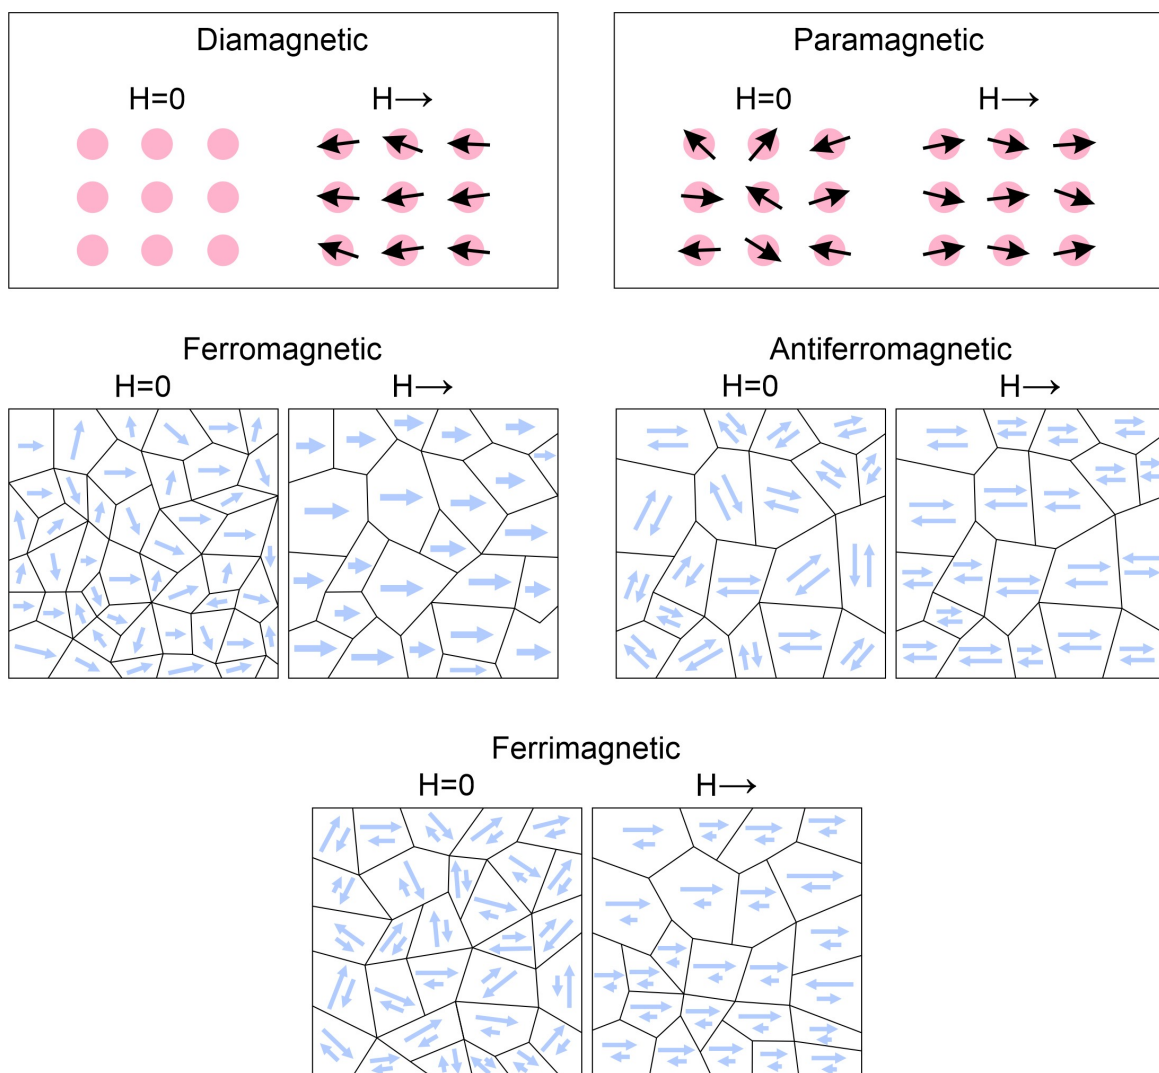 Diamagnetic
H=0
H→
Paramagnetic
H=0
H→
Ferromagnetic
H=0
H→
Antiferromagnetic
H=0
H→
Ferrimagnetic
H=0
H→